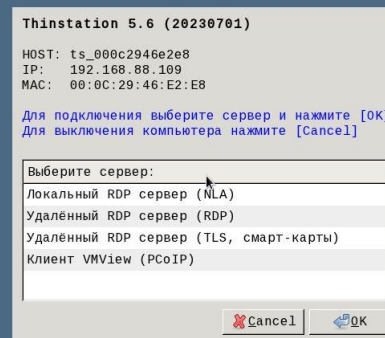 Thinstation 5.6 (20230701)
HOST: ts_000c2946e2e8
IP: 192.168.88.109
MAC: 00:0C:29:46:E2:E8
Для подключения выберите сервер и нажмите [OK]
Для выключения компьютера нажмите [Cancel]
Выберите сервер:
Локальный RDP сервер (NLA)
Удалённый RDP сервер (RDP)
Удалённый RDP сервер (TLS, смарт-карты)
Клиент VMView (PCoIP)
Cancel OK